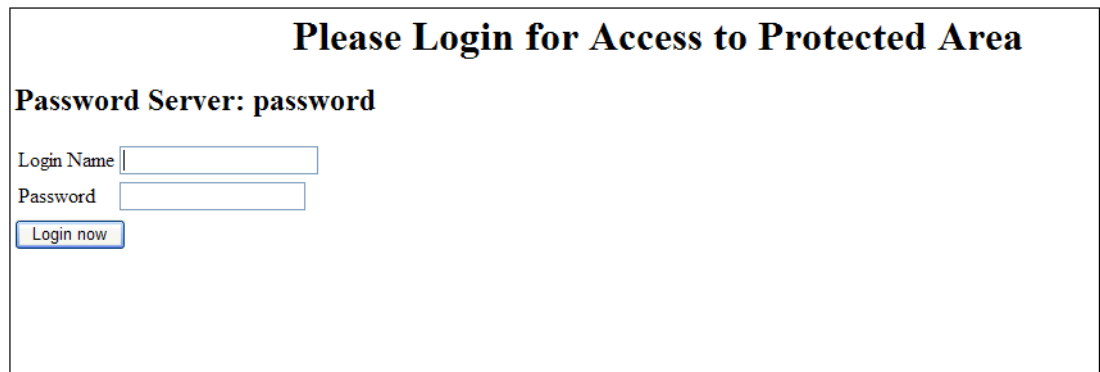 Please Login for Access to Protected Area
Password Server: password
Login Name
Password
Login now